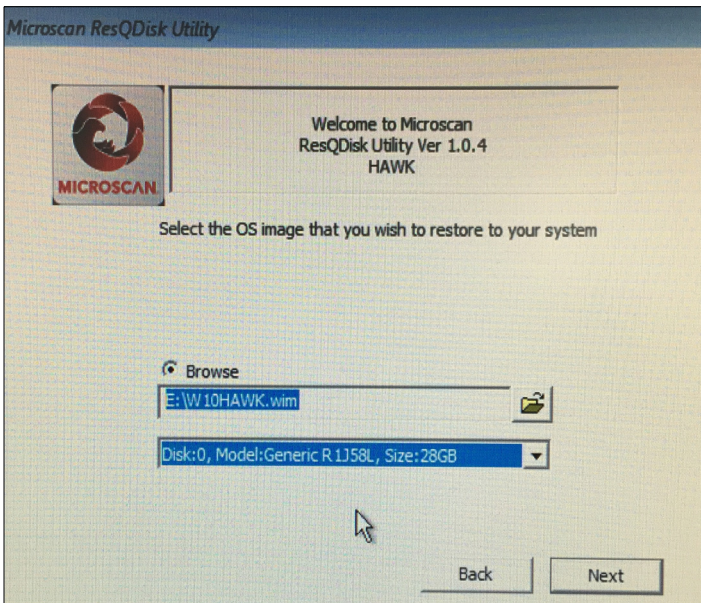 Microscan ResQDisk Utility
MICROSCAN
Welcome to Microscan
ResQDisk Utility Ver 1.0.4
HAWK
Select the OS image that you wish to restore to your system
Browse
E:\W10HAWK.wim
Disk:0, Model:Generic R1J58L, Size:28GB
Back
Next